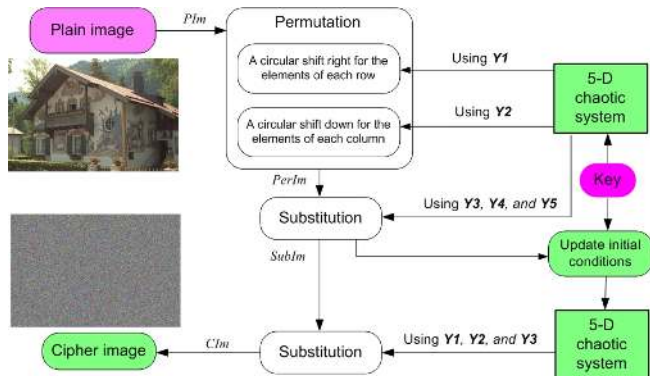 Plain image
PIm
Permutation
A circular shift right for the
elements of each row
Using Y1
5-D
chaotic
system
A circular shift down for the
elements of each column
Using Y2
PerIm
Key
Substitution
Using Y3, Y4, and Y5
SubIm
Update initial
conditions
Cipher image
CIm
Substitution
Using Y1, Y2, and Y3
5-D
chaotic
system